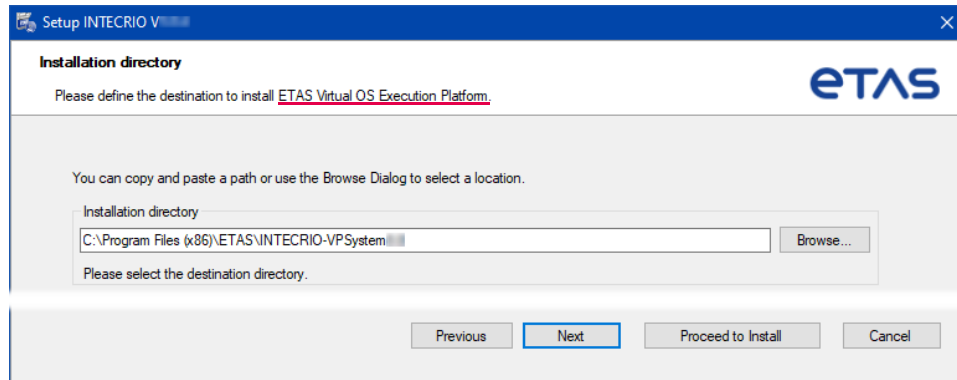 Setup INTECRIO V
Installation directory
Please define the destination to install ETAS Virtual OS Execution Platform.
eTAS
You can copy and paste a path or use the Browse Dialog to select a location.
Installation directory
C:\Program Files (x86)\ETAS\INTECRIO-VPSystem
Browse...
Please select the destination directory.
Previous Next Proceed to Install Cancel